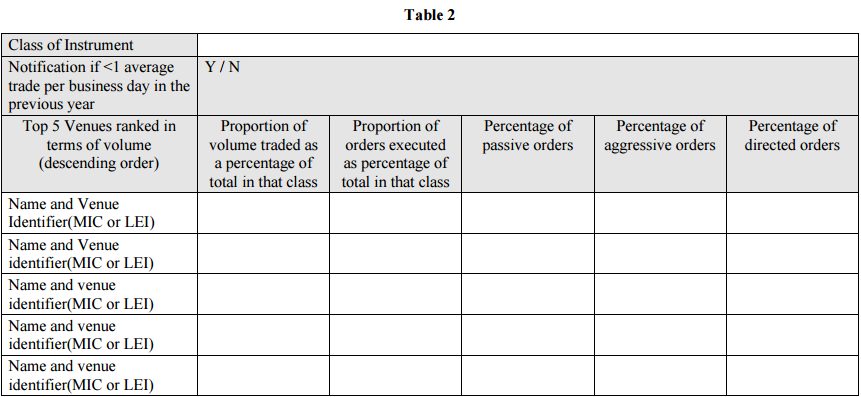 Table 2
Class of Instrument
Notification if <1 average
trade per business day in the
previous year
Y / N
Top 5 Venues ranked in
terms of volume
(descending order)
Proportion of
volume traded as
a percentage of
total in that class
Proportion of
orders executed
as percentage of
total in that class
Percentage of
passive orders
Percentage of
aggressive orders
Percentage of
directed orders
Name and Venue
Identifier(MIC or LEI)
Name and Venue
identifier(MIC or LEI)
Name and venue
identifier(MIC or LEI)
Name and venue
identifier(MIC or LEI)
Name and venue
identifier(MIC or LEI)